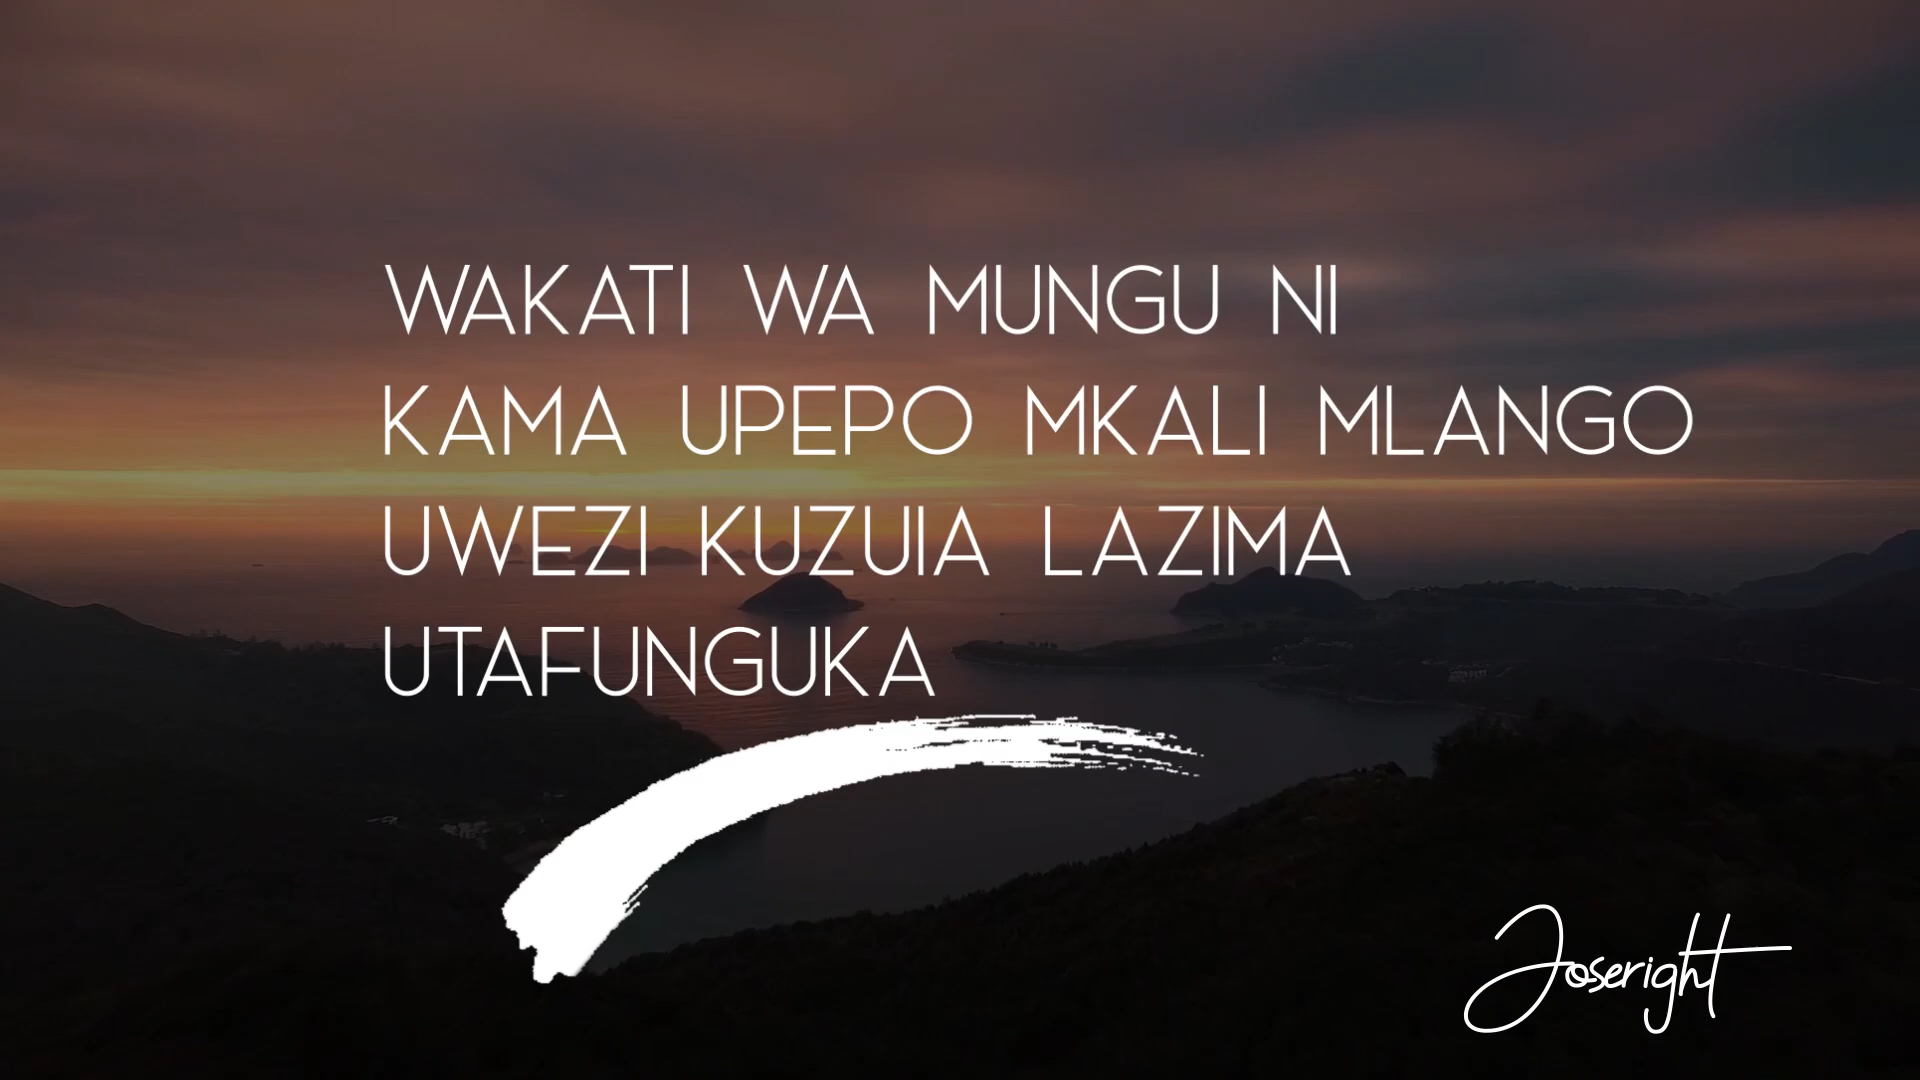 WAKATI WA MUNGU NI
KAMA UPEPO MKALI MLANGO
UWEZI KUZUIA LAZIMA
UTAFUNGUKA
Joseright